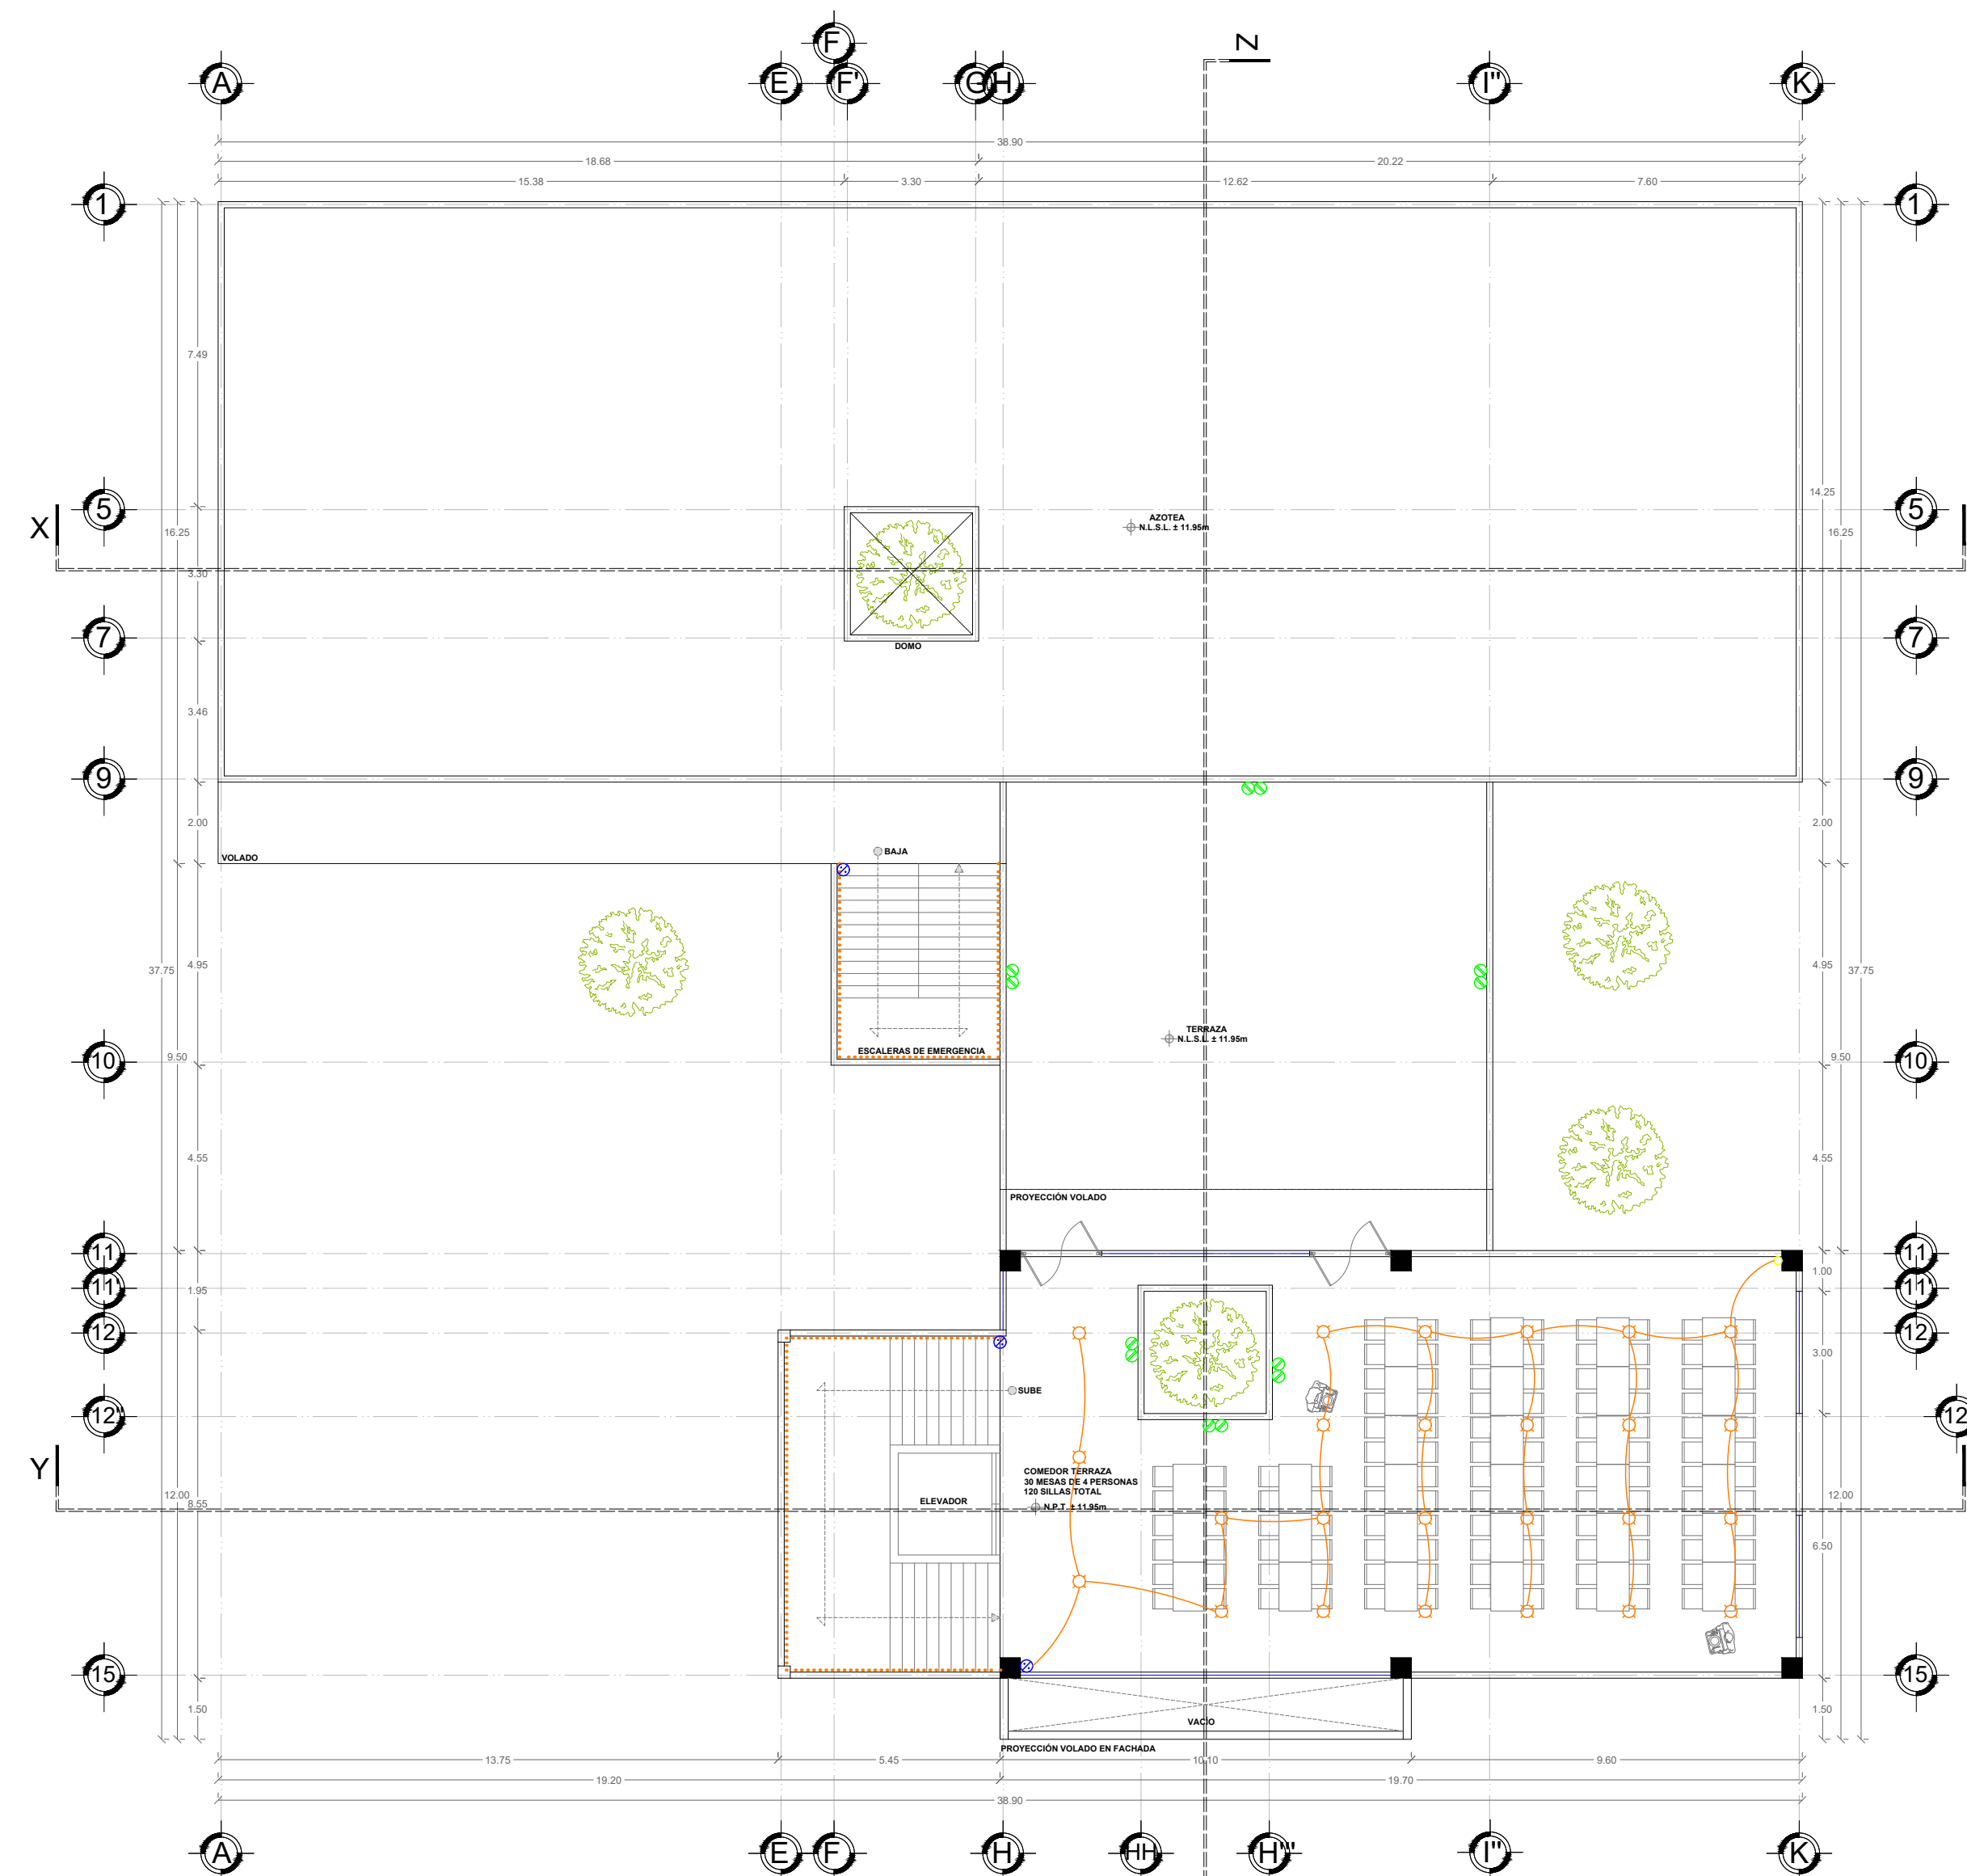 F
A E F' G H I" K
N
38.90
18.68 20.22
15.38 3.30 12.62 7.60
1 1
7.49
14.25
5 5
X
AZOTEA
N.L.S.L. ± 11.95m
16.25 16.25
3.30
7 7
DOMO
3.46
9 9
2.00 2.00
VOLADO
BAJA
4.95 4.95
37.75 37.75
TERRAZA
N.L.S.L. ± 11.95m
ESCALERAS DE EMERGENCIA
9.50 9.50
10 10
4.55 4.55
PROYECCIÓN VOLADO
11 11
1.00
11' 11'
1.95
12 12
3.00
SUBE
12" 12
Y
COMEDOR TERRAZA
30 MESAS DE 4 PERSONAS
120 SILLAS TOTAL
N.P.T. ± 11.95m
ELEVADOR
12.00 12.00
8.55
6.50
15 15
1.50 1.50
VACÍO
PROYECCIÓN VOLADO EN FACHADA
13.75 5.45 10.10 9.60
19.20 19.70
38.90
A E F H HH H"' I" K